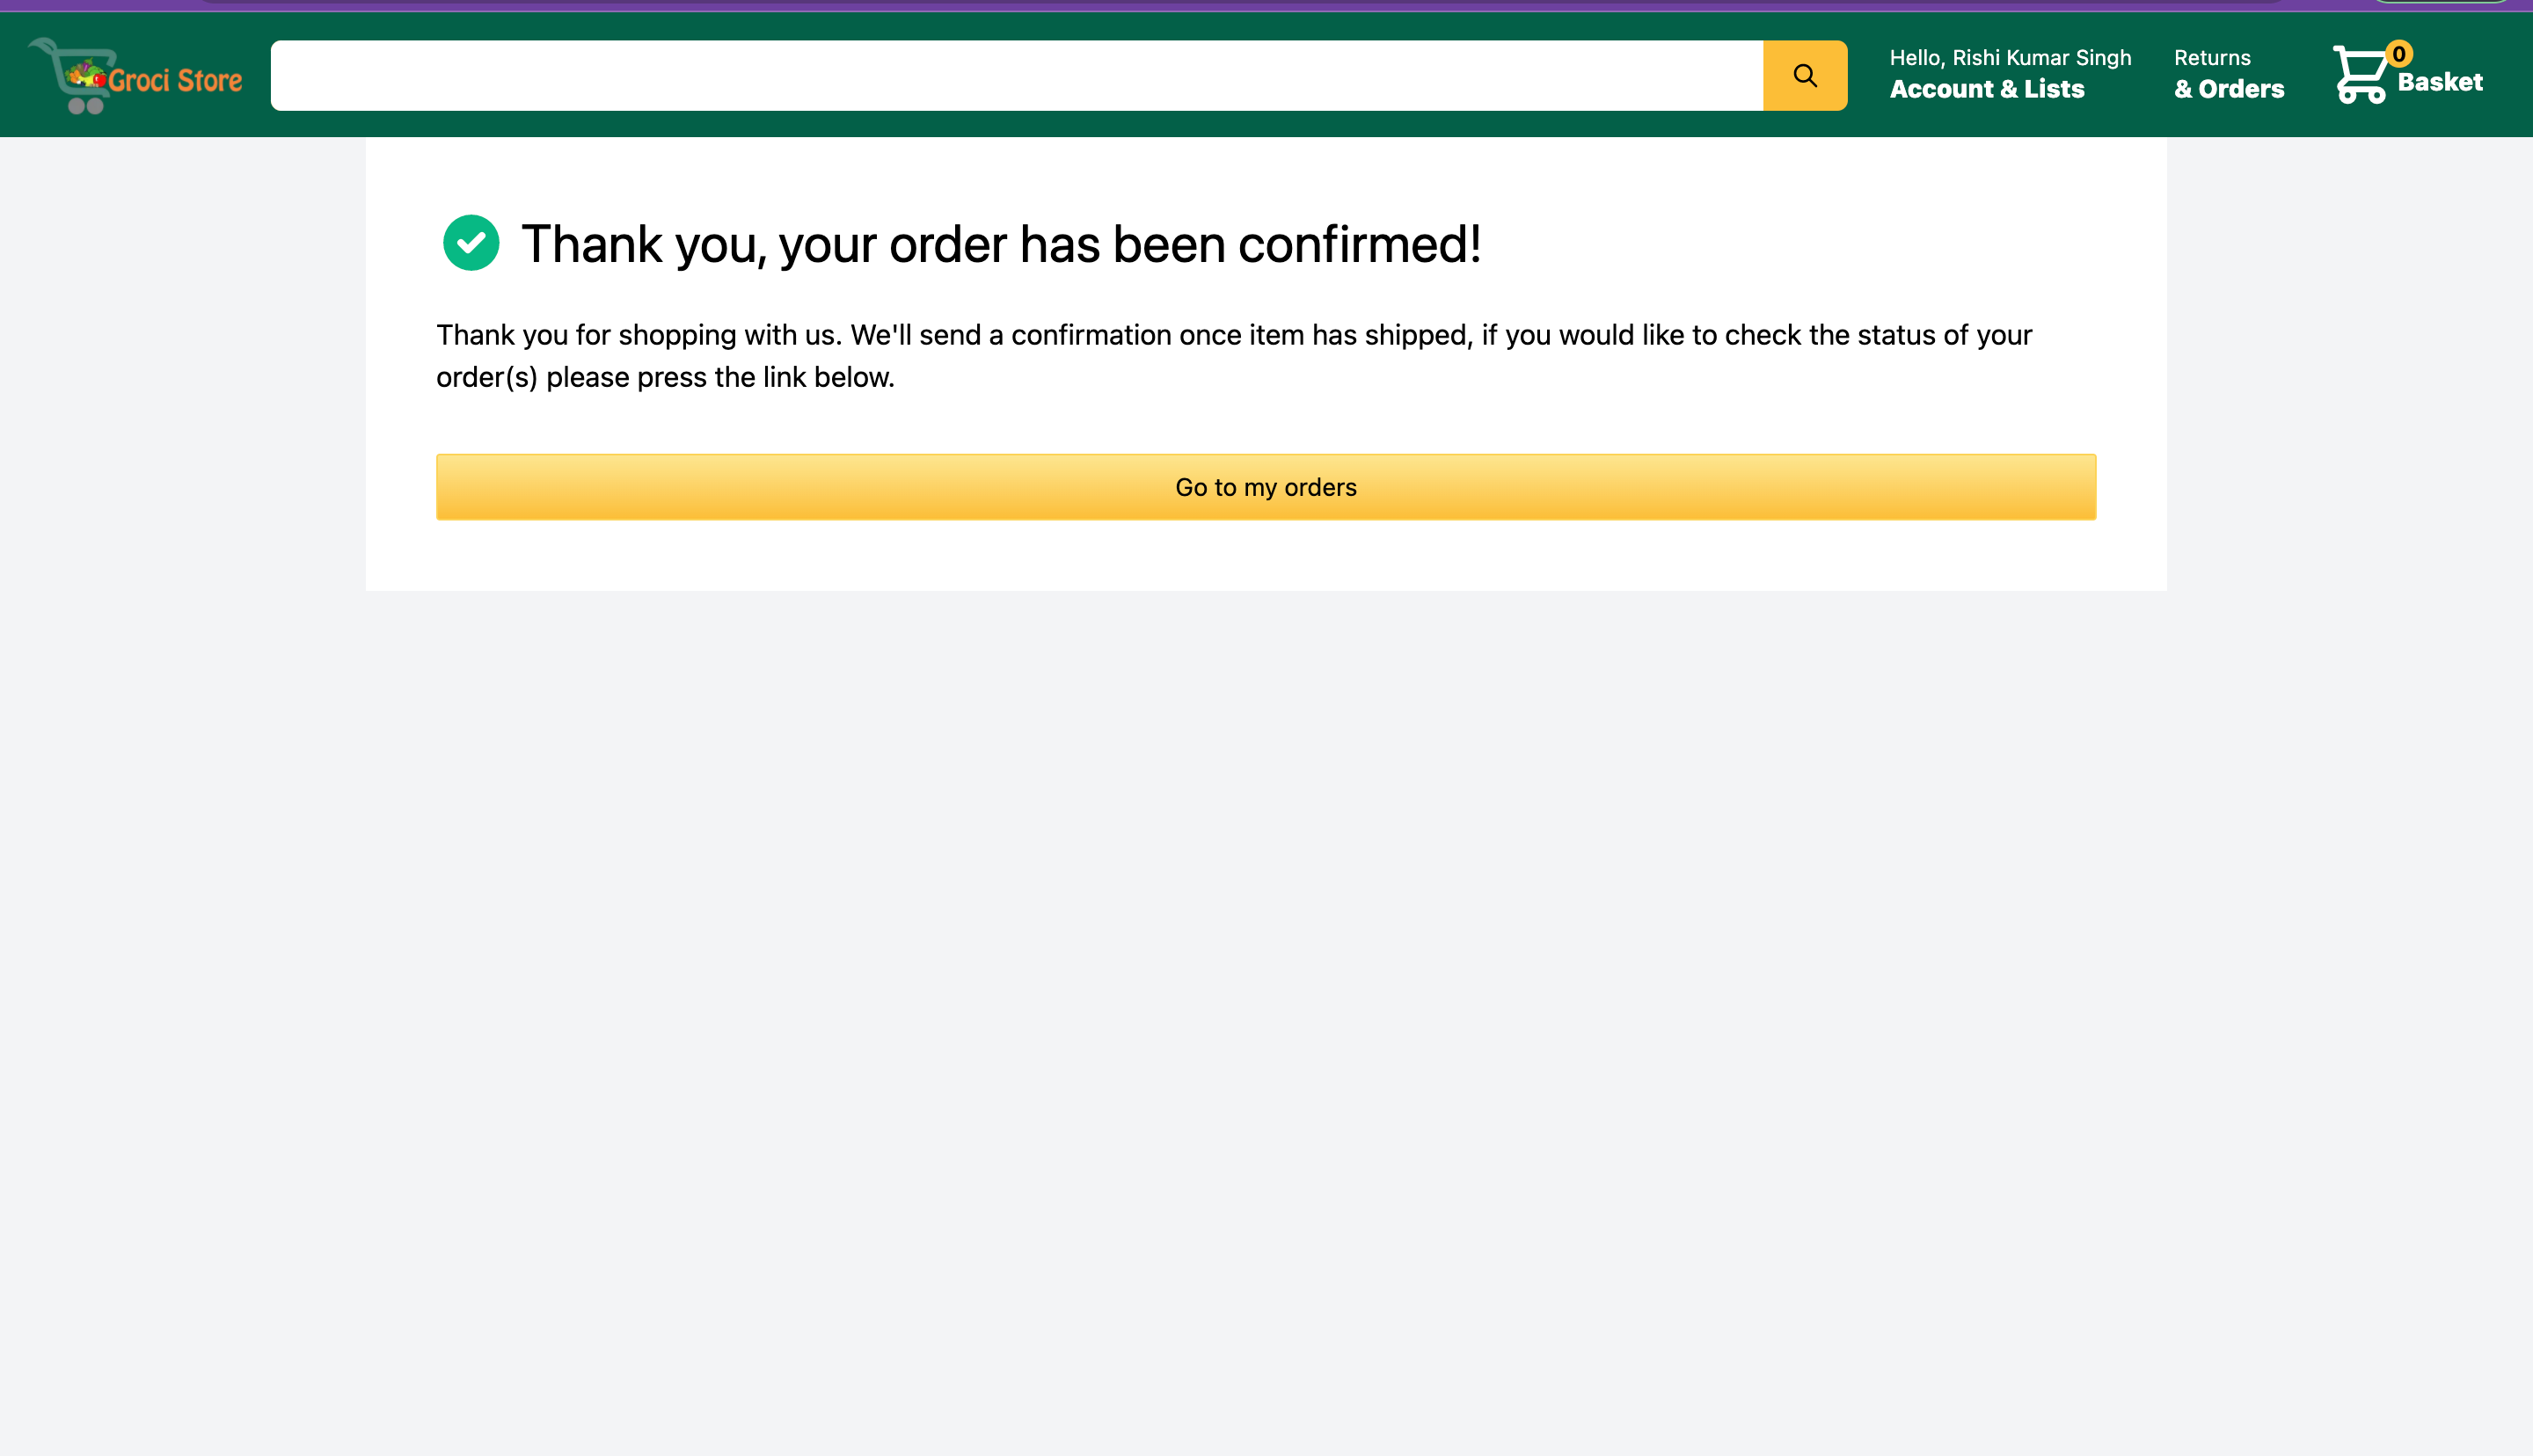 Groci Store
Hello, Rishi Kumar Singh
Account & Lists
Returns
& Orders
0
Basket
Thank you, your order has been confirmed!
Thank you for shopping with us. We'll send a confirmation once item has shipped, if you would like to check the status of your
order(s) please press the link below.
Go to my orders